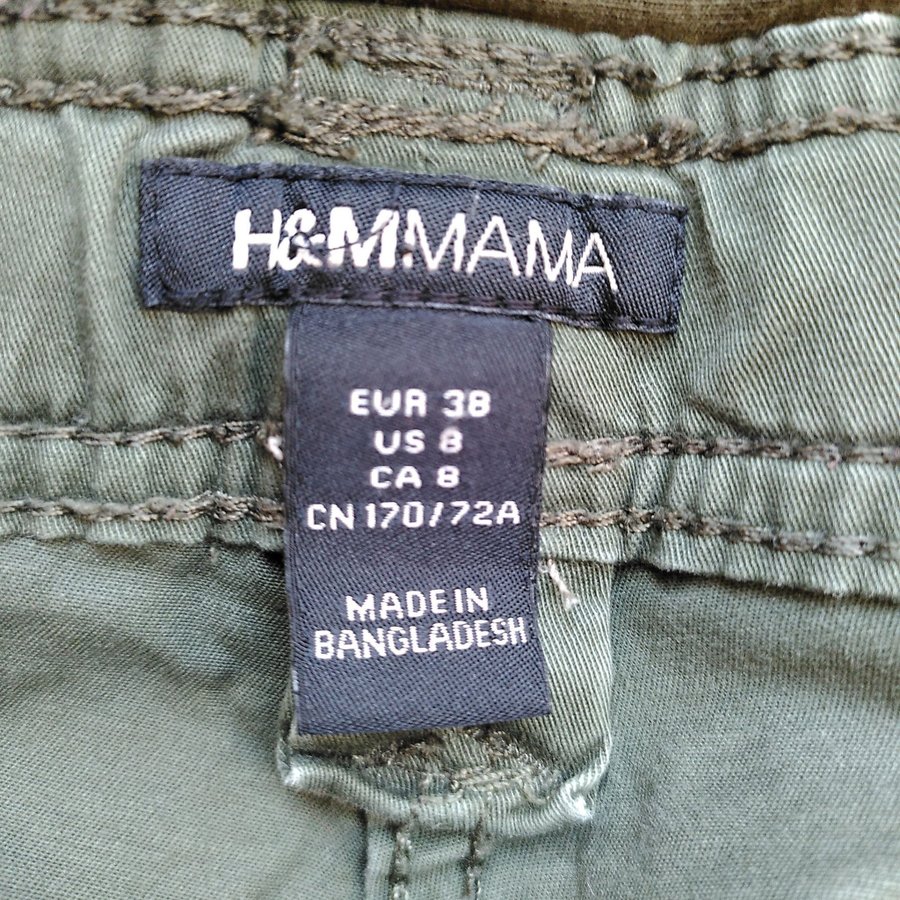 H&M MAMA
EUR 38
US 8
CA 8
CN 170/72A
MADE IN
BANGLADESH